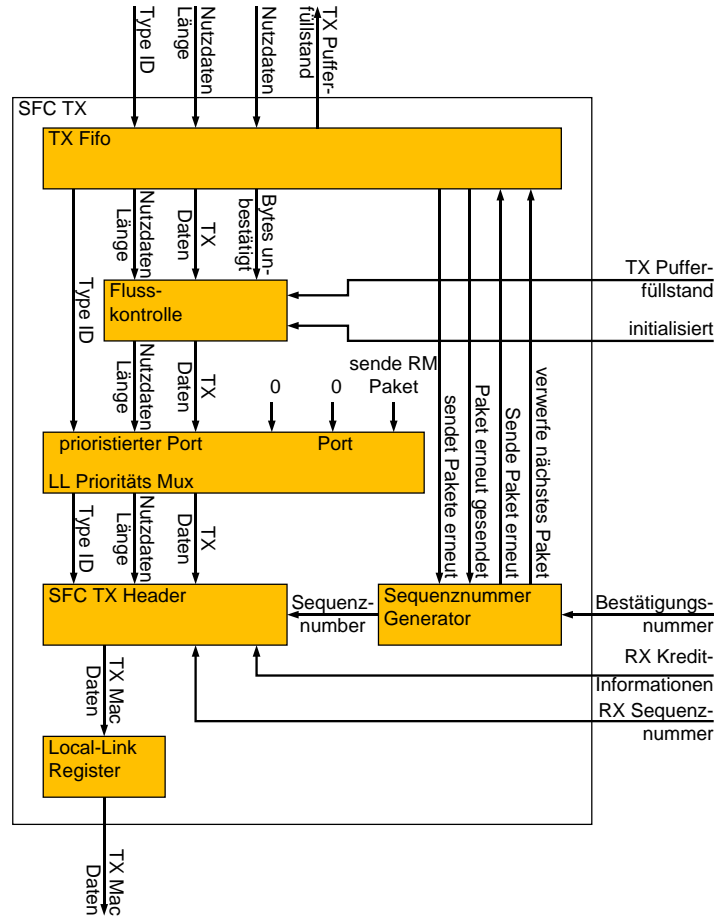 Type ID
Nutzdaten
Länge
Nutzdaten
TX Puffer-
füllstand
SFC TX
TX Fifo
Type ID
Nutzdaten
Länge
TX
Daten
Bytes un-
bestätigt
TX Puffer-
füllstand
Fluss-
kontrolle
initialisiert
Nutzdaten
Länge
TX
Daten
0
0
sende RM
Paket
sendet Pakete erneut
Paket erneut gesendet
Sende Paket erneut
verwerfe nächstes Paket
prioristierter Port
Port
LL Prioritäts Mux
Type ID
Nutzdaten
Länge
TX
Daten
SFC TX Header
Sequenz-
number
Sequenznummer
Generator
Bestätigungs-
nummer
RX Kredit-
Informationen
RX Sequenz-
nummer
TX Mac
Daten
Local-Link
Register
TX Mac
Daten